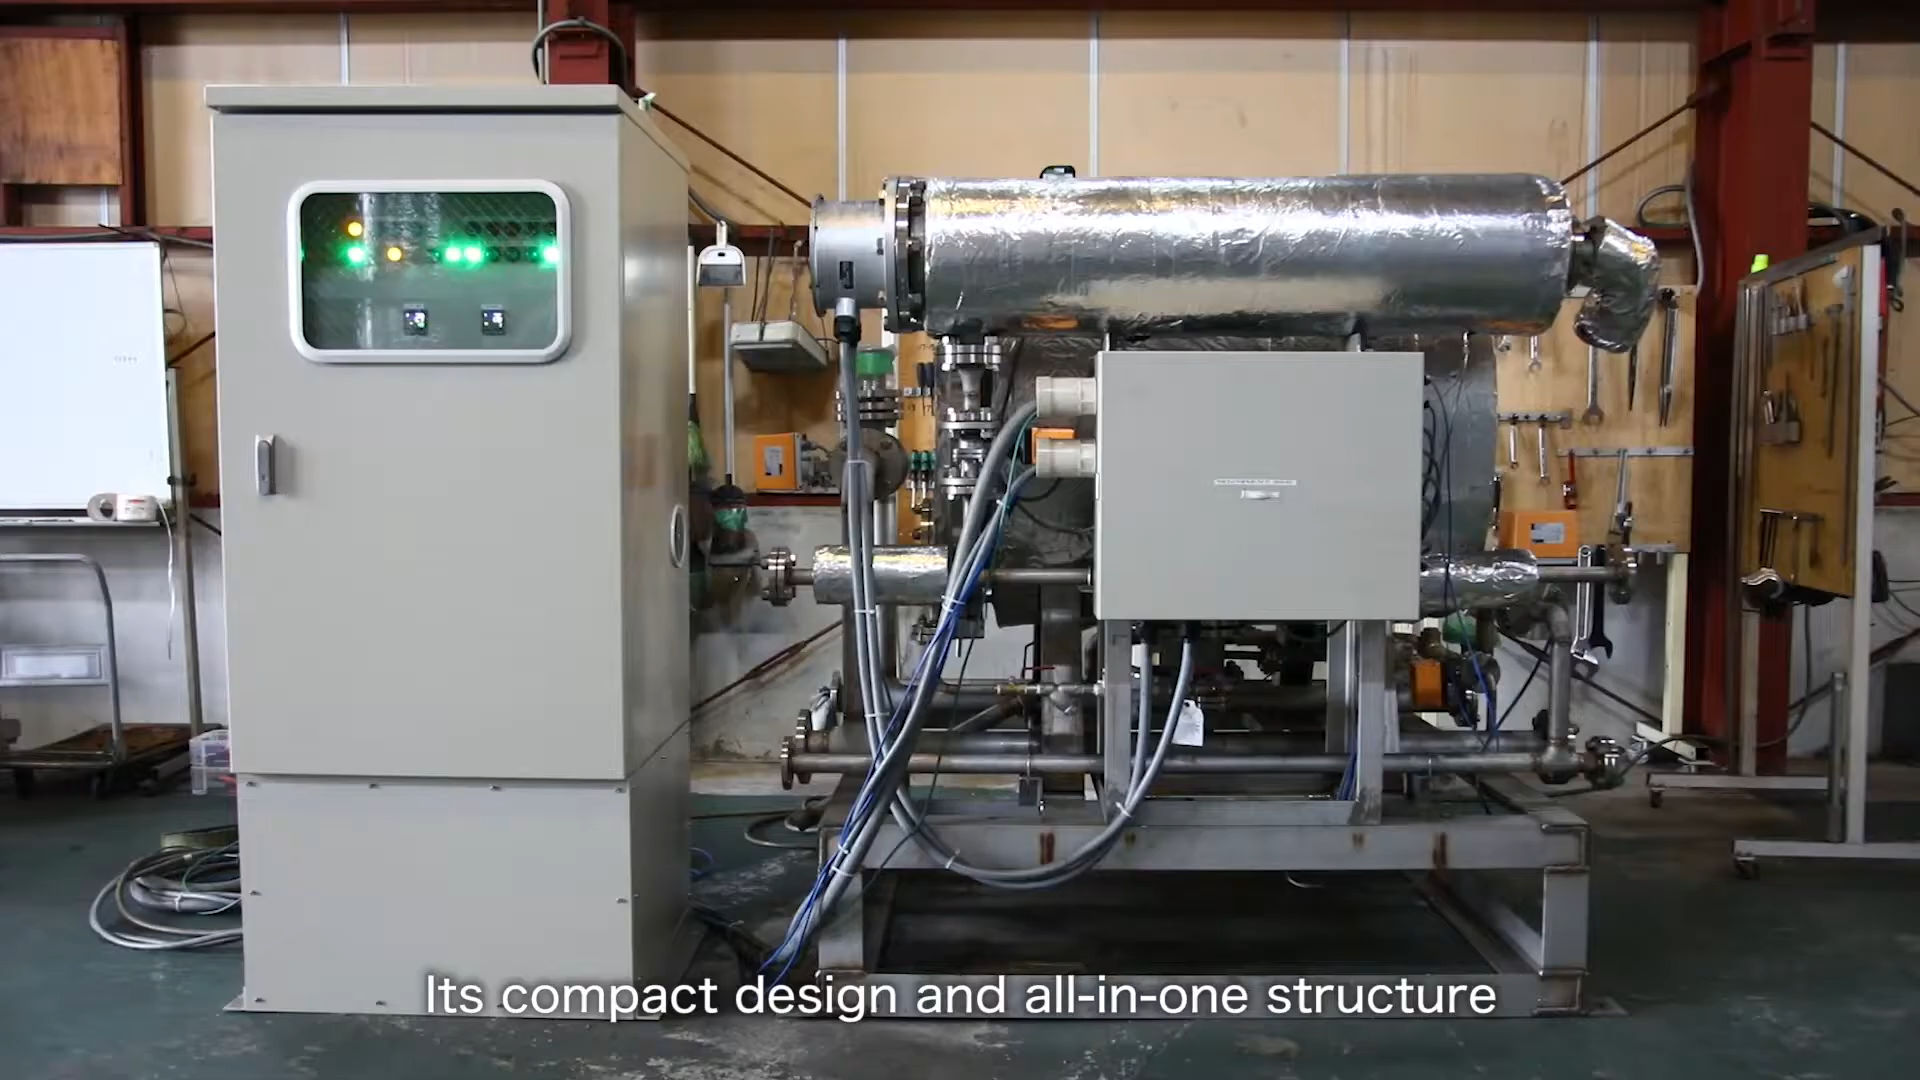 Its compact design and all-in-one structure